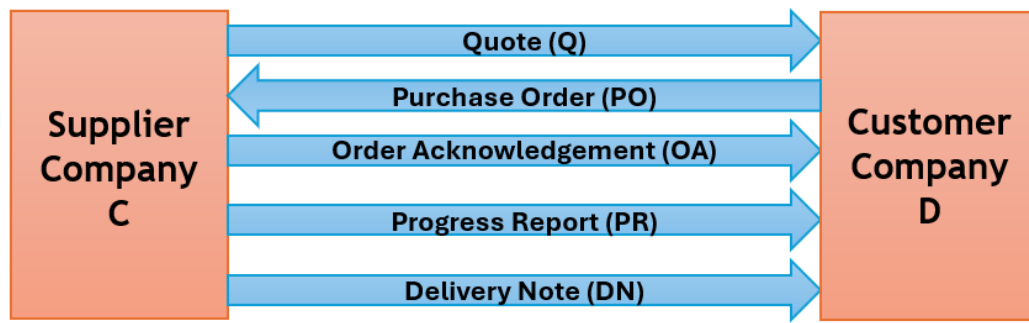 Supplier
Company
C
Quote (Q)
Purchase Order (PO)
Order Acknowledgement (OA)
Progress Report (PR)
Delivery Note (DN)
Customer
Company
D